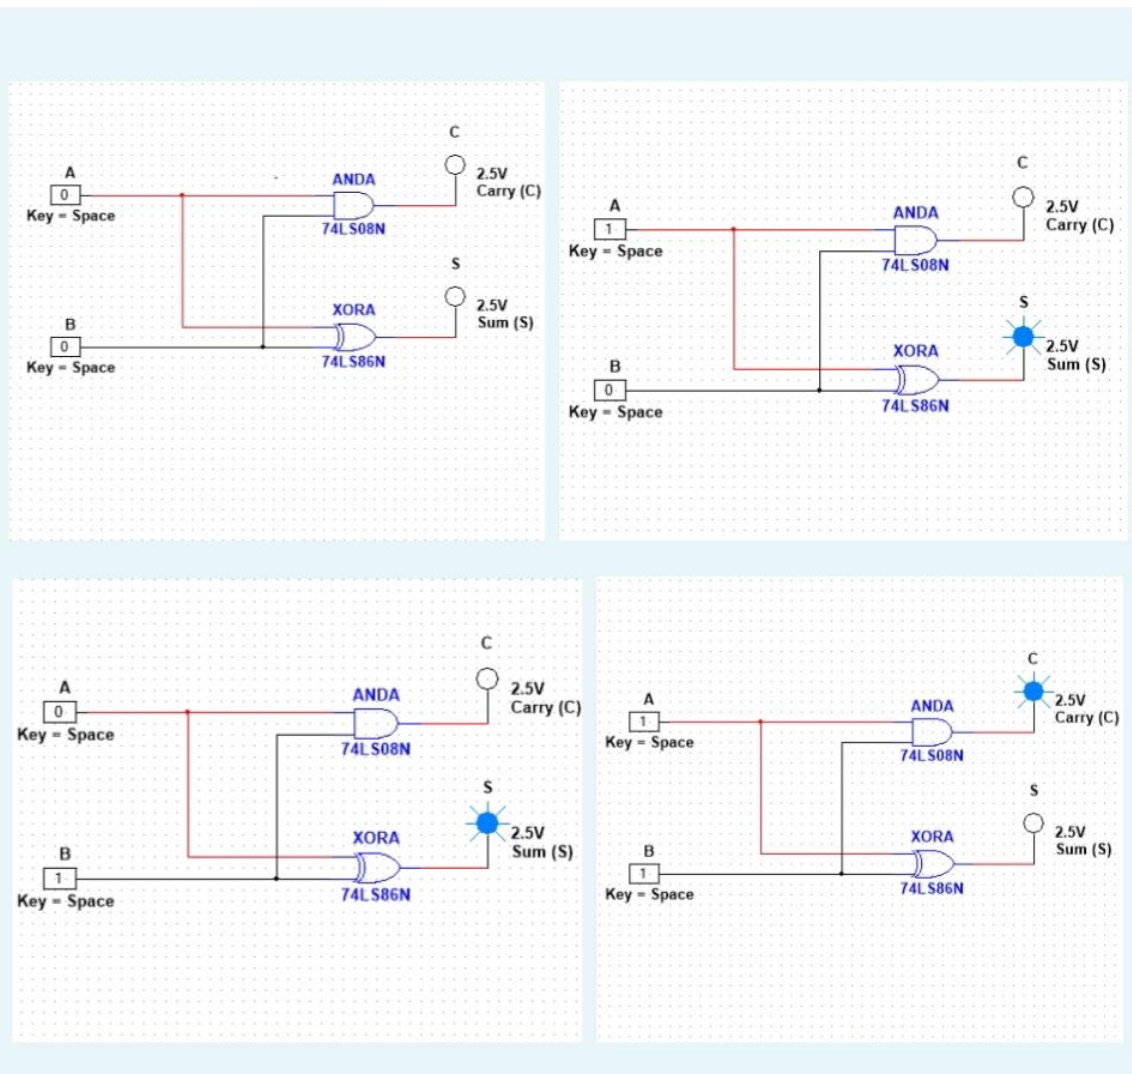 C
A
2.5V
ANDA
Carry (C)
0
Key = Space
74LS08N
S
B
XORA
2.5V
Sum (S)
0
74LS86N
Key = Space
C
A
ANDA
2.5V
Carry (C)
1
Key = Space
74LS08N
S
B
XORA
2.5V
Sum (S)
0
74LS86N
Key = Space
C
A
ANDA
2.5V
Carry (C)
0
Key = Space
74LS08N
S
B
XORA
2.5V
Sum (S)
1
74LS86N
Key = Space
C
A
ANDA
2.5V
Carry (C)
1
Key = Space
74LS08N
S
B
XORA
2.5V
Sum (S)
1
74LS86N
Key = Space